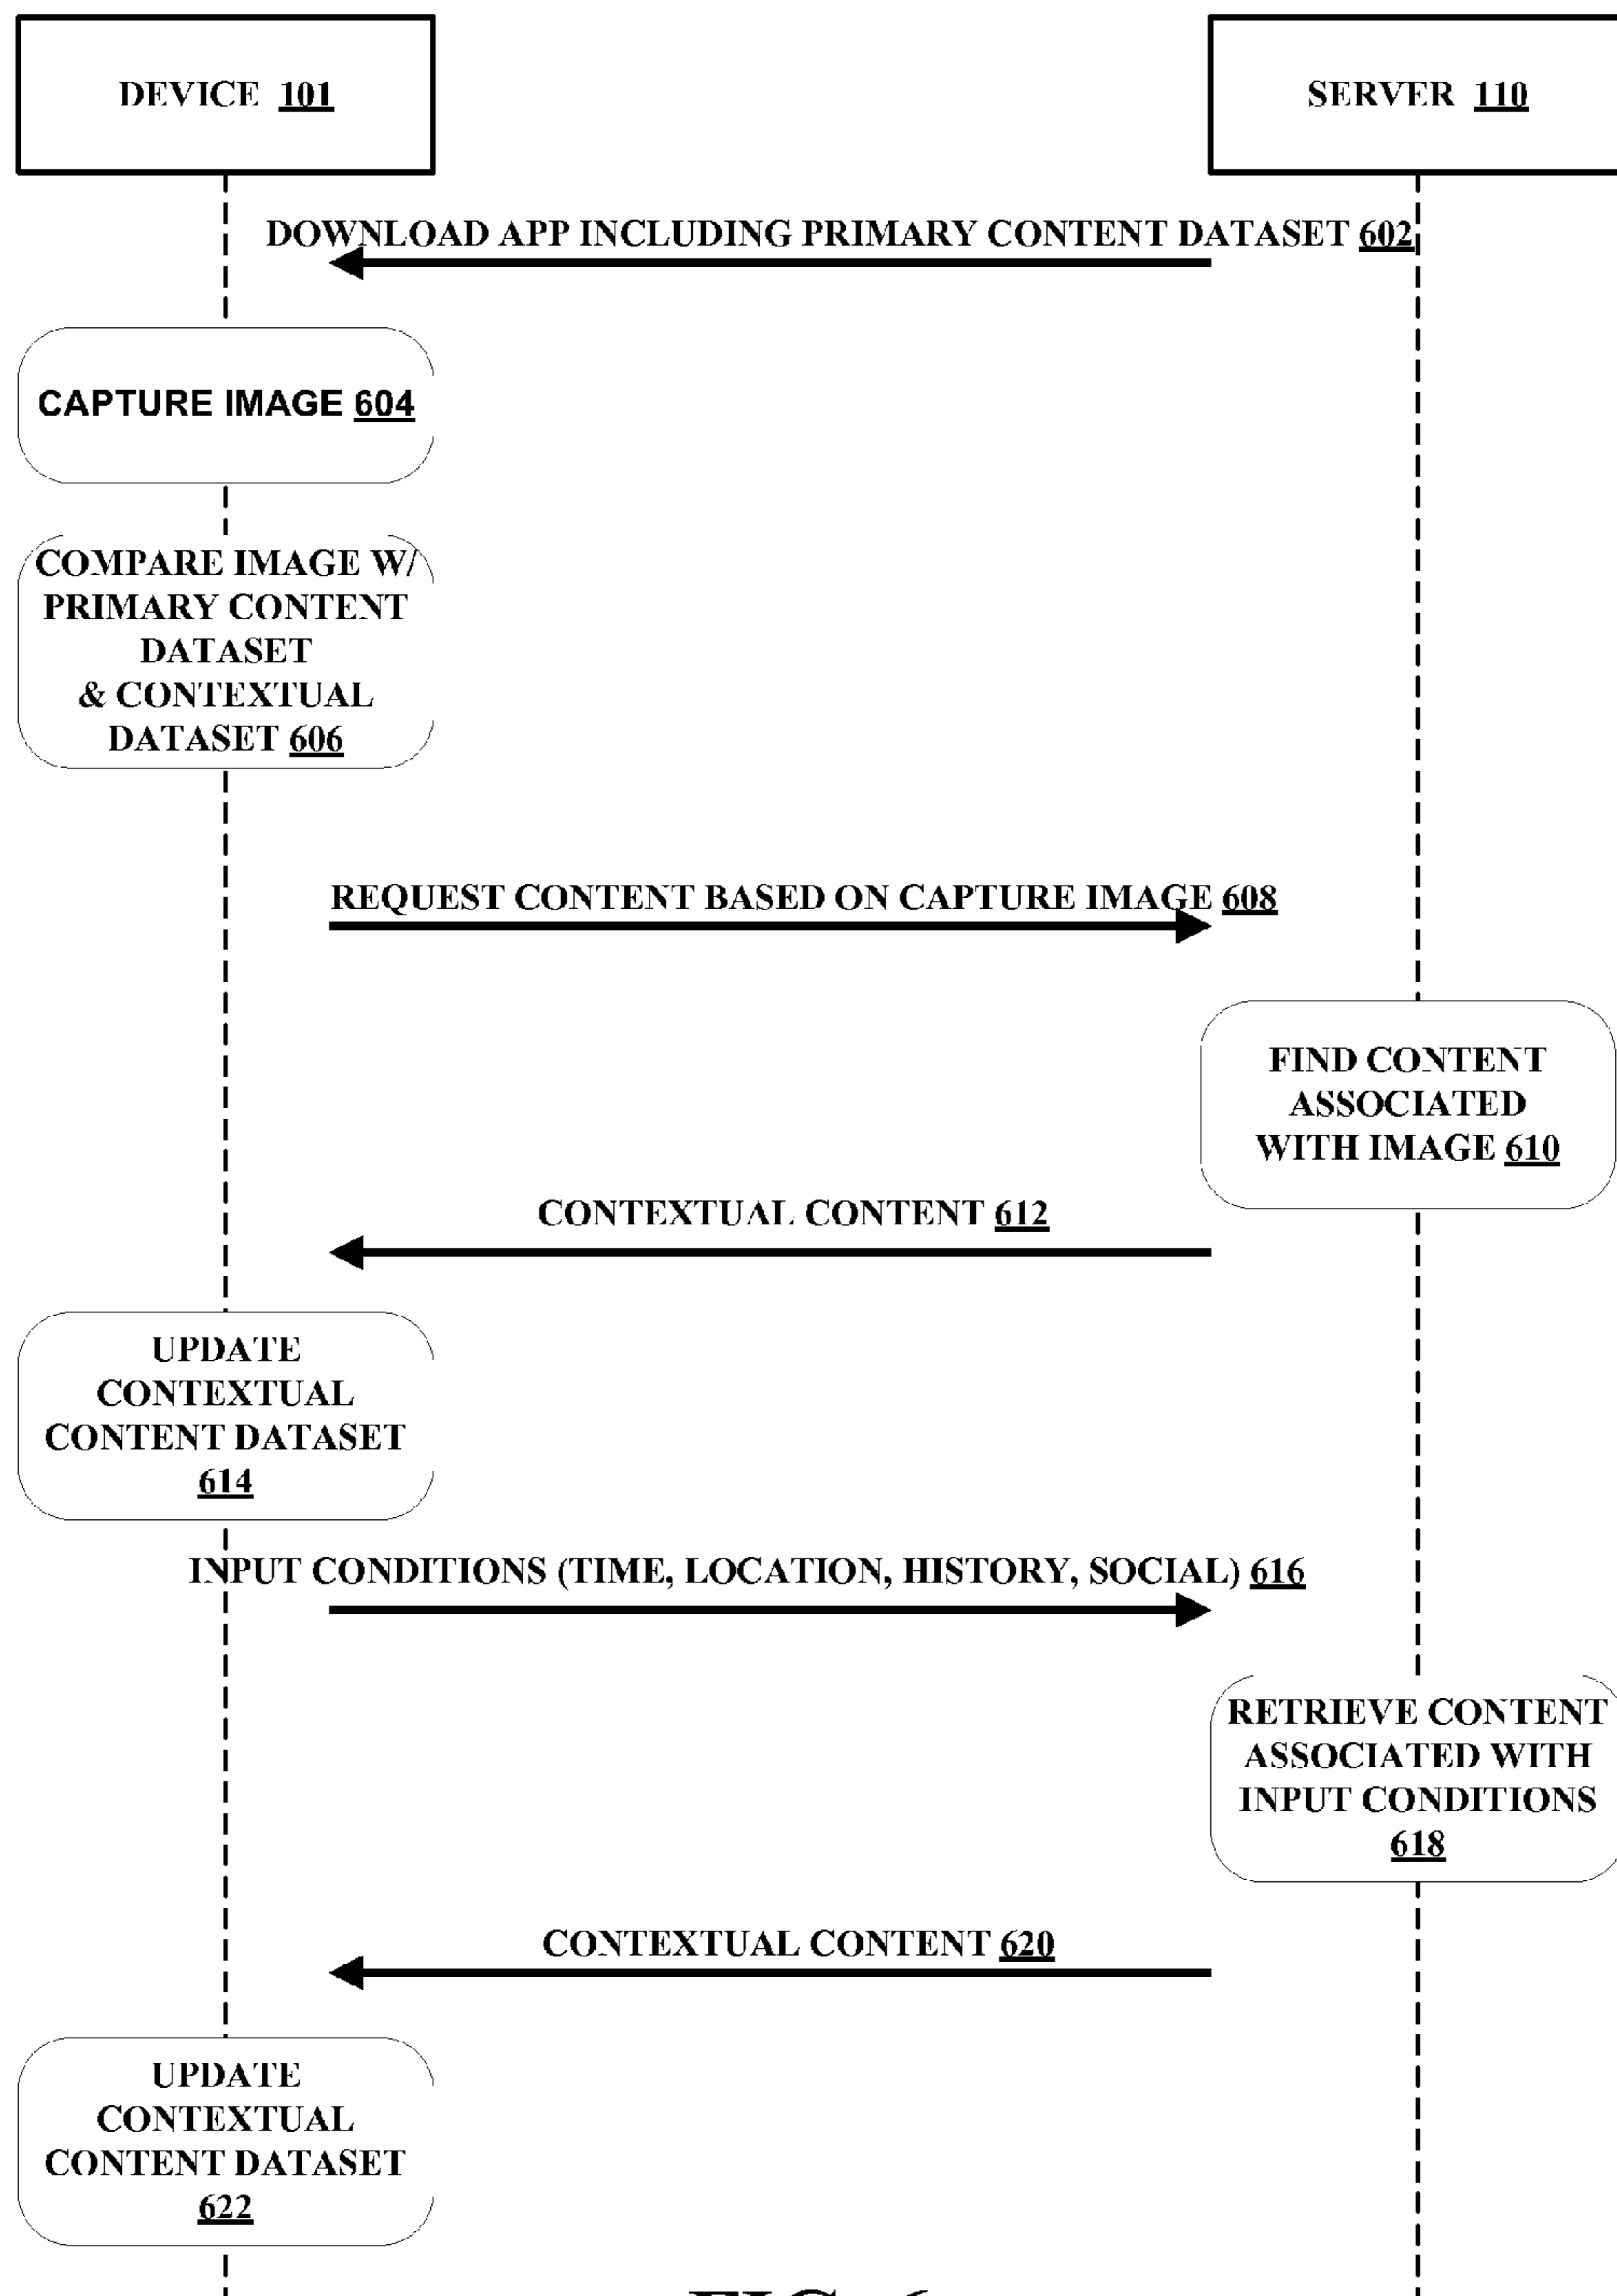 DEVICE 101
SERVER 110
DOWNLOAD APP INCLUDING PRIMARY CONTENT DATASET 602
CAPTURE IMAGE 604
COMPARE IMAGE W/
PRIMARY CONTENT
DATASET
& CONTEXTUAL
DATASET 606
REQUEST CONTENT BASED ON CAPTURE IMAGE 608
FIND CONTENT
ASSOCIATED
WITH IMAGE 610
CONTEXTUAL CONTENT 612
UPDATE
CONTEXTUAL
CONTENT DATASET
614
INPUT CONDITIONS (TIME, LOCATION, HISTORY, SOCIAL) 616
RETRIEVE CONTENT
ASSOCIATED WITH
INPUT CONDITIONS
618
CONTEXTUAL CONTENT 620
UPDATE
CONTEXTUAL
CONTENT DATASET
622